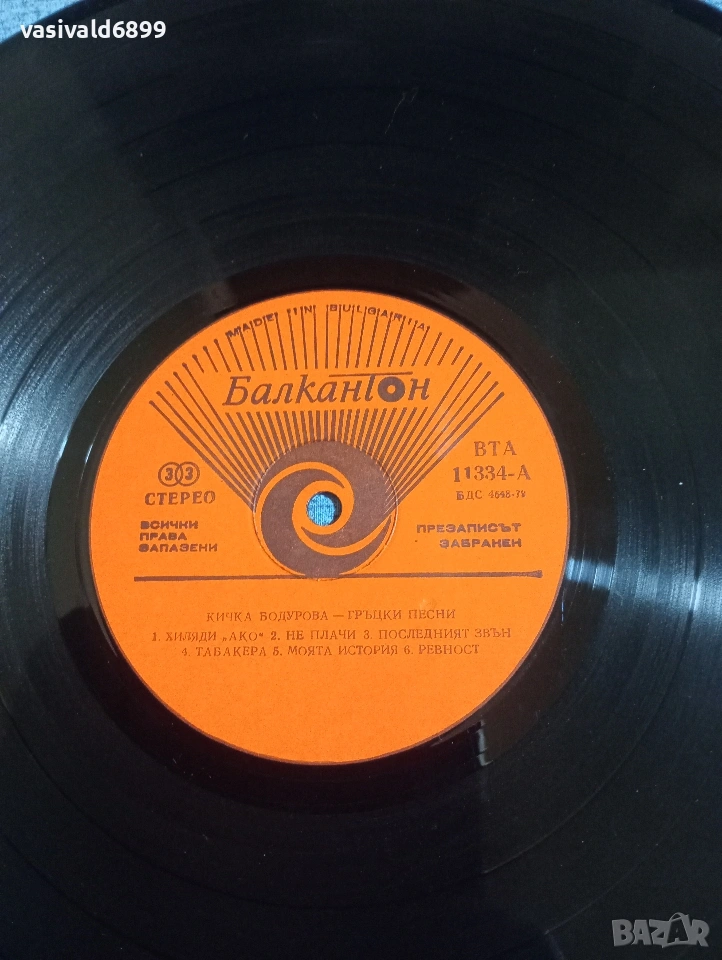 vasivald6899
MADE IN BULGARIA
Балкантон
ВТА
11334-А
БДС 4648-79
33
СТЕРЕО
ВСИЧКИ
ПРАВА
ЗАПАЗЕНИ
ПРЕЗАПИСЪТ
ЗАБРАНЕН
КИЧКА БОДУРОВА — ГРЪЦКИ ПЕСНИ
1. ХИЛЯДИ „АКО“ 2. НЕ ПЛАЧИ 3. ПОСЛЕДНИЯТ ЗВЪН
4. ТАБАКЕРА 5. МОЯТА ИСТОРИЯ 6. РЕВНОСТ
BAZAR